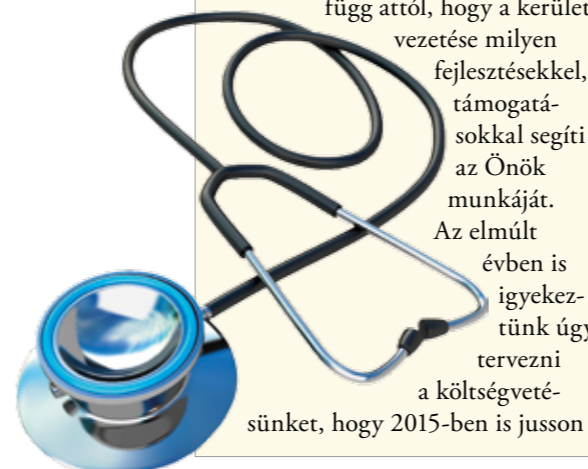 függ attól, hogy a kerület
vezetése milyen
fejlesztésekkel,
támogatá-
sokkal segíti
az Önök
munkáját.
Az elmúlt
évben is
igyekez-
tünk úgy
tervezni
a költségveté-
sünket, hogy 2015-ben is jusson